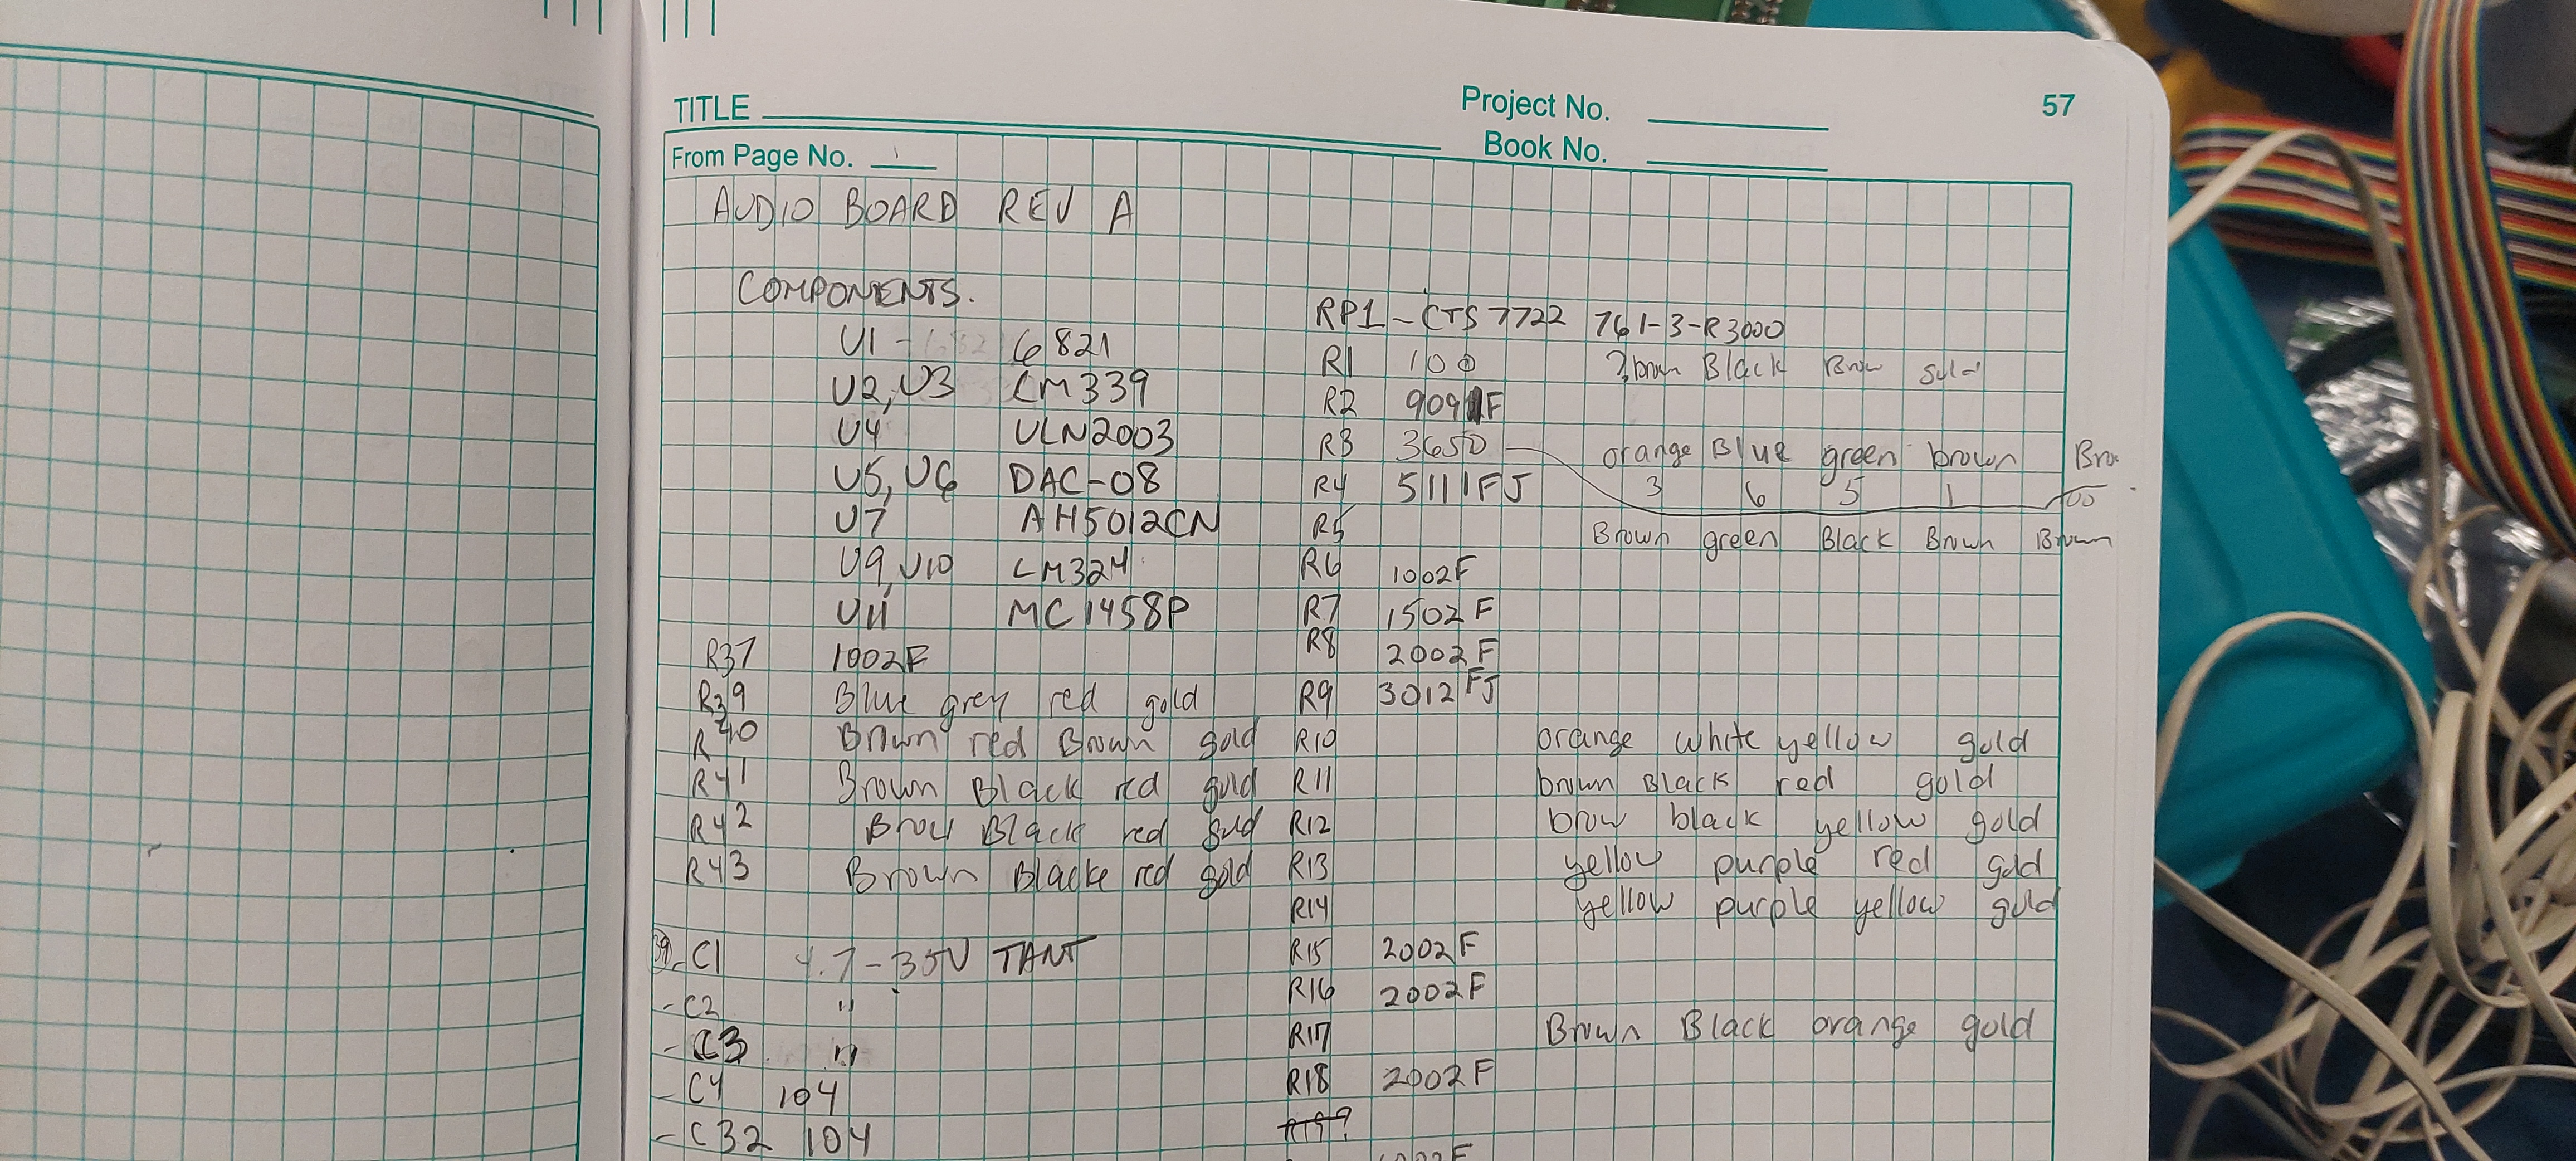 TITLE
Project No.
57
From Page No.
Book No.
AUDIO BOARD REV A
COMPONENTS.
U1 - 6821
U2, U3 LM339
U4 ULN2003
U5, U6 DAC-08
U7 AH5012CN
U9, U10 LM324
U11 MC1458P
R37 1002F
R39 Blue grey red gold
R40 Brown red Brown gold
R41 Brown Black red gold
R42 Brow Black red gold
R43 Brown Blacke red gold
C1 4.7-35V TANT
- C2 "
- C3 "
- C4 104
- C32 104
RP1 - CTS 7722 761-3-R3000
R1 100 ? brown Black Brow
R2 9091F
R3 3650 orange Blue green brown Bro
R4 5111FJ 3 6 5 1
R5 Brown green Black Brown Brown
R6 1002F
R7 1502F
R8 2002F
R9 3012FJ
R10 orange white yellow gold
R11 brown Black red gold
R12 brow black yellow gold
R13 yellow purple red gold
R14 yellow purple yellow gold
R15 2002F
R16 2002F
R17 Brown Black orange gold
R18 2002F
R19?